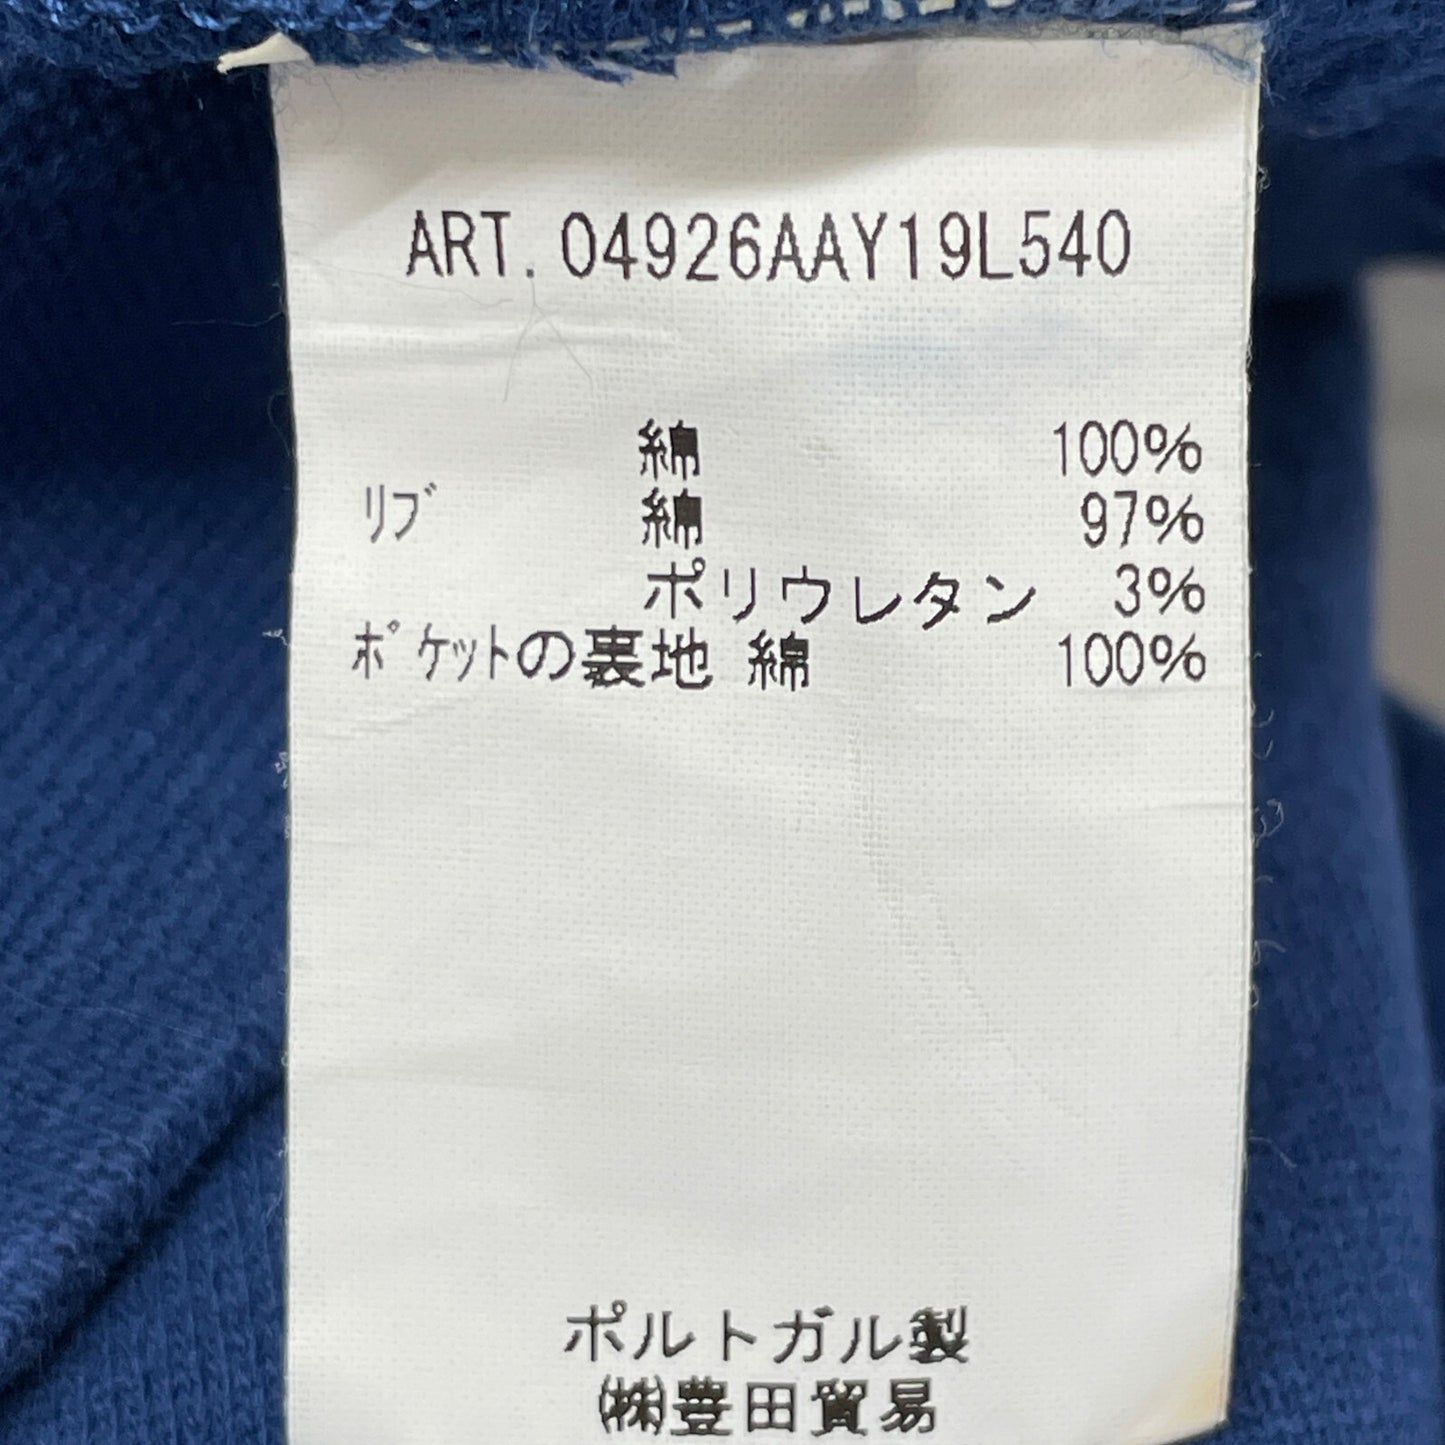 ART. 04926AAY19L540
綿 100%
ﾘﾌﾞ 綿 97%
ポリウレタン 3%
ﾎﾟｹｯﾄの裏地 綿 100%
ポルトガル製
㈱豊田貿易